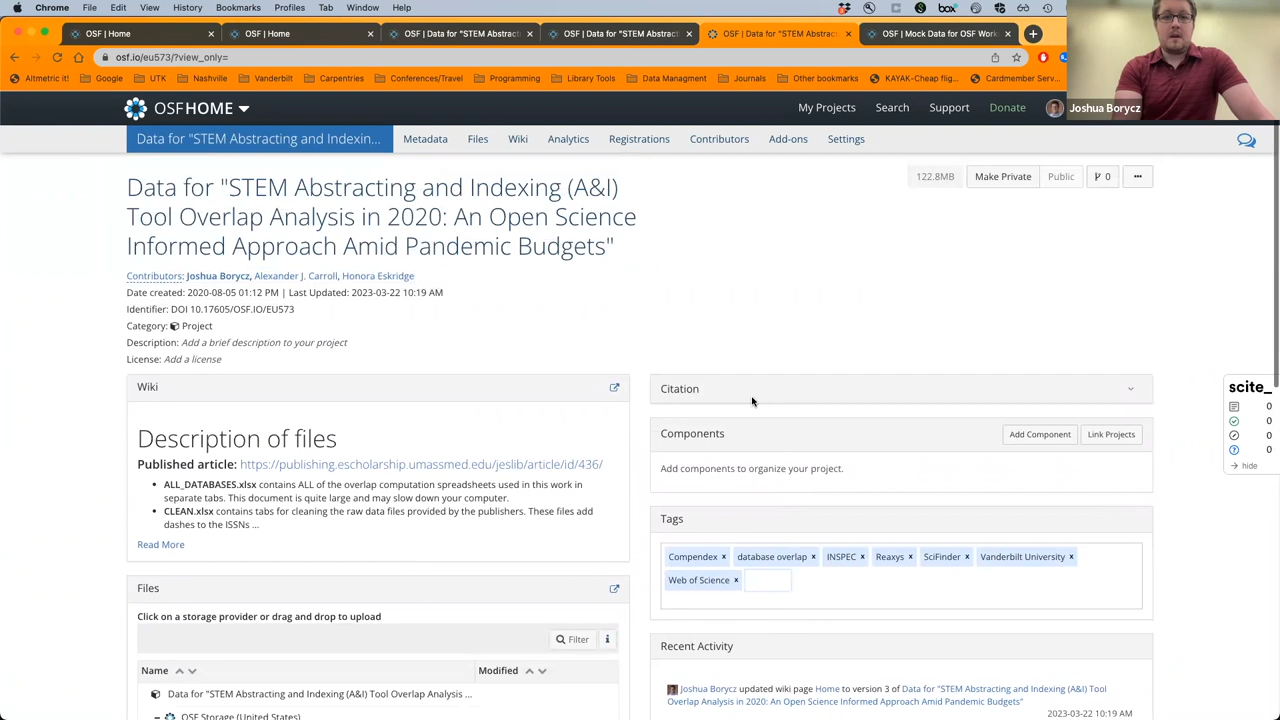 Chrome File Edit View History Bookmarks Profiles Tab Window Help box
OSF | Home × OSF | Home × OSF | Data for "STEM Abstrac × OSF | Data for "STEM Abstract × OSF | Data for "STEM Abstrac × OSF | Mock Data for OSF Work ×
osf.io/eu573/?view_only=
Altmetric it! Google UTK Nashville Vanderbilt Carpentries Conferences/Travel Programming Library Tools Data Managment Journals Other bookmarks KAYAK-Cheap flig... Cardmember Serv...
OSFHOME My Projects Search Support Donate Joshua Borycz
Data for "STEM Abstracting and Indexin... Metadata Files Wiki Analytics Registrations Contributors Add-ons Settings
122.8MB Make Private Public 0 ...
Data for "STEM Abstracting and Indexing (A&I)
Tool Overlap Analysis in 2020: An Open Science
Informed Approach Amid Pandemic Budgets"
Contributors: Joshua Borycz, Alexander J. Carroll, Honora Eskridge
Date created: 2020-08-05 01:12 PM | Last Updated: 2023-03-22 10:19 AM
Identifier: DOI 10.17605/OSF.IO/EU573
Category: Project
Description: Add a brief description to your project
License: Add a license
Wiki
Description of files
Published article: https://publishing.escholarship.umassmed.edu/jeslib/article/id/436/
ALL_DATABASES.xlsx contains ALL of the overlap computation spreadsheets used in this work in
separate tabs. This document is quite large and may slow down your computer.
CLEAN.xlsx contains tabs for cleaning the raw data files provided by the publishers. These files add
dashes to the ISSNs ...
Read More
Files
Click on a storage provider or drag and drop to upload
Filter i
Name Modified
Data for "STEM Abstracting and Indexing (A&I) Tool Overlap Analysis ...
OSF Storage (United States)
Citation
Components Add Component Link Projects
Add components to organize your project.
Tags
Compendex x database overlap x INSPEC x Reaxys x SciFinder x Vanderbilt University x
Web of Science x
Recent Activity
Joshua Borycz updated wiki page Home to version 3 of Data for "STEM Abstracting and Indexing (A&I) Tool
Overlap Analysis in 2020: An Open Science Informed Approach Amid Pandemic Budgets"
2023-03-22 10:19 AM
scite_
0
0
0
0
hide